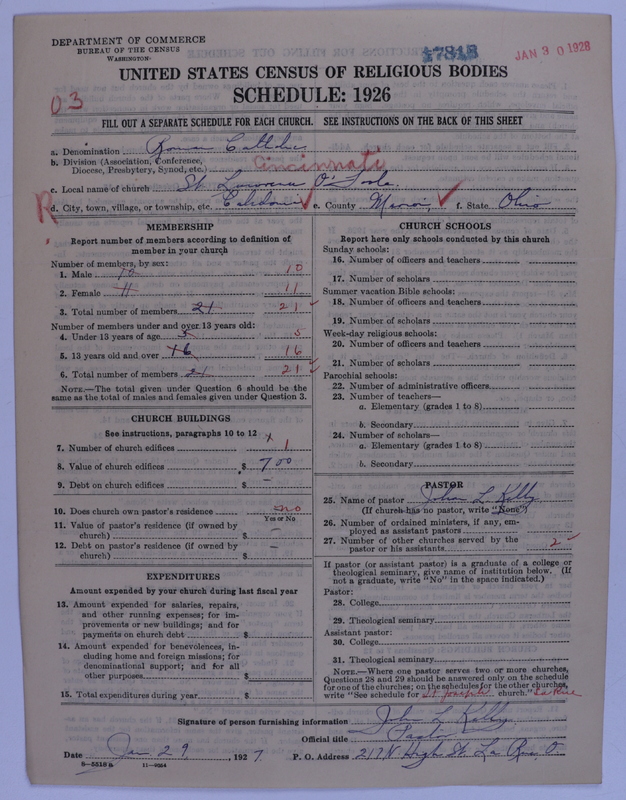 DEPARTMENT OF COMMERCE
BUREAU OF THE CENSUS
WASHINGTON
17313
JAN 30 1928
UNITED STATES CENSUS OF RELIGIOUS BODIES
SCHEDULE: 1926
03
FILL OUT A SEPARATE SCHEDULE FOR EACH CHURCH. SEE INSTRUCTIONS ON THE BACK OF THIS SHEET
a. Denomination Roman Catholic
b. Division (Association, Conference, Diocese, Presbytery, Synod, etc.) Cincinnati
c. Local name of church St. Lawrence O'Toole
R d. City, town, village, or township, etc. Caledonia e. County Marion f. State Ohio
MEMBERSHIP
Report number of members according to definition of
member in your church
Number of members, by sex:
1. Male 10 10
2. Female 11 11
3. Total number of members 21 21
Number of members under and over 13 years old:
4. Under 13 years of age 5 5
5. 13 years old and over 16 16
6. Total number of members 21 21
NOTE.—The total given under Question 6 should be the
same as the total of males and females given under Question 3.
CHURCH BUILDINGS
See instructions, paragraphs 10 to 12
7. Number of church edifices 1
8. Value of church edifices $ 700
9. Debt on church edifices $ -
10. Does church own pastor's residence no
Yes or No
11. Value of pastor's residence (if owned by
church) $ -
12. Debt on pastor's residence (if owned by
church) $ -
EXPENDITURES
Amount expended by your church during last fiscal year
13. Amount expended for salaries, repairs,
and other running expenses; for im-
provements or new buildings; and for
payments on church debt $
14. Amount expended for benevolences, in-
cluding home and foreign missions; for
denominational support; and for all
other purposes $
15. Total expenditures during year $
CHURCH SCHOOLS
Report here only schools conducted by this church
Sunday schools:
16. Number of officers and teachers
17. Number of scholars
Summer vacation Bible schools:
18. Number of officers and teachers
19. Number of scholars
Week-day religious schools:
20. Number of officers and teachers
21. Number of scholars
Parochial schools:
22. Number of administrative officers
23. Number of teachers—
a. Elementary (grades 1 to 8)
b. Secondary
24. Number of scholars—
a. Elementary (grades 1 to 8)
b. Secondary
PASTOR
25. Name of pastor John L Kelly
(If church has no pastor, write "None")
26. Number of ordained ministers, if any, em-
ployed as assistant pastors
27. Number of other churches served by the
pastor or his assistants 2
If pastor (or assistant pastor) is a graduate of a college or
theological seminary, give name of institution below. (If
not a graduate, write "No" in the space indicated.)
Pastor:
28. College
29. Theological seminary
Assistant pastor:
30. College
31. Theological seminary
NOTE.—Where one pastor serves two or more churches,
Questions 28 and 29 should be answered only on the schedule
for one of the churches; on the schedules for the other churches,
write "See schedule for St. Joseph church." La Rue
Signature of person furnishing information John L Kelly
Official title Pastor
Date Jan 29, 1927 P. O. Address 217 N High St. La Rue O.
8—5518 B 11—9264